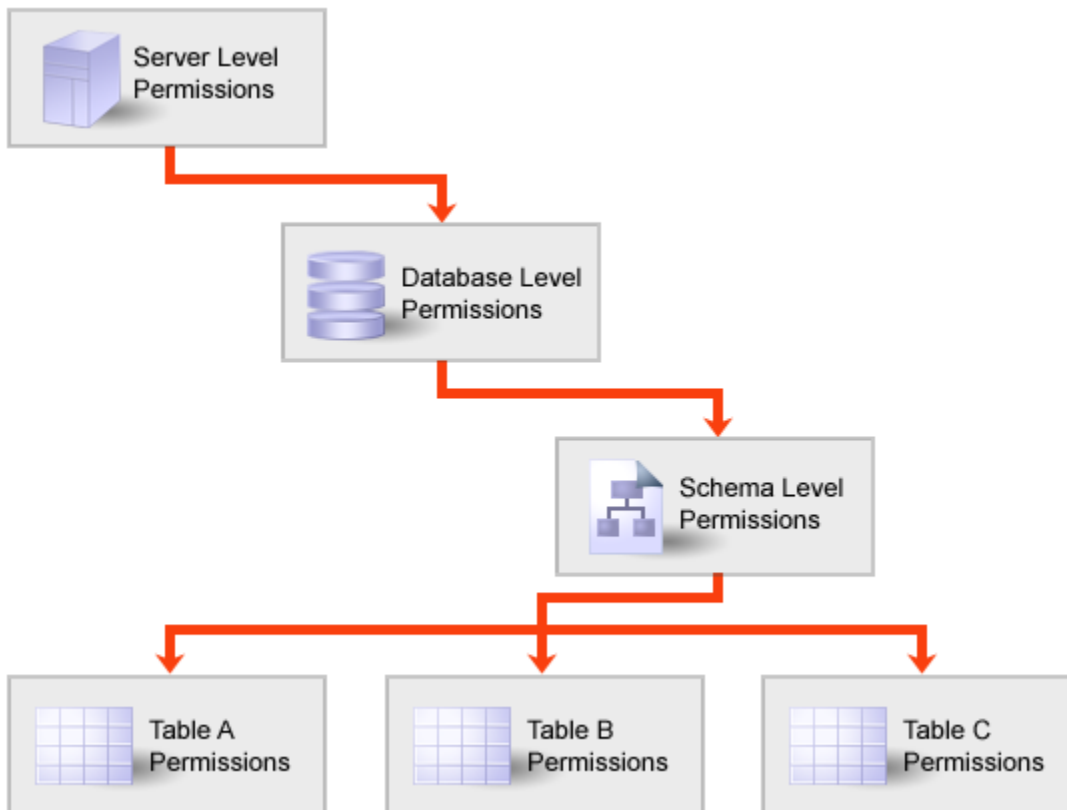 Server Level
Permissions
Database Level
Permissions
Schema Level
Permissions
Table A
Permissions
Table B
Permissions
Table C
Permissions